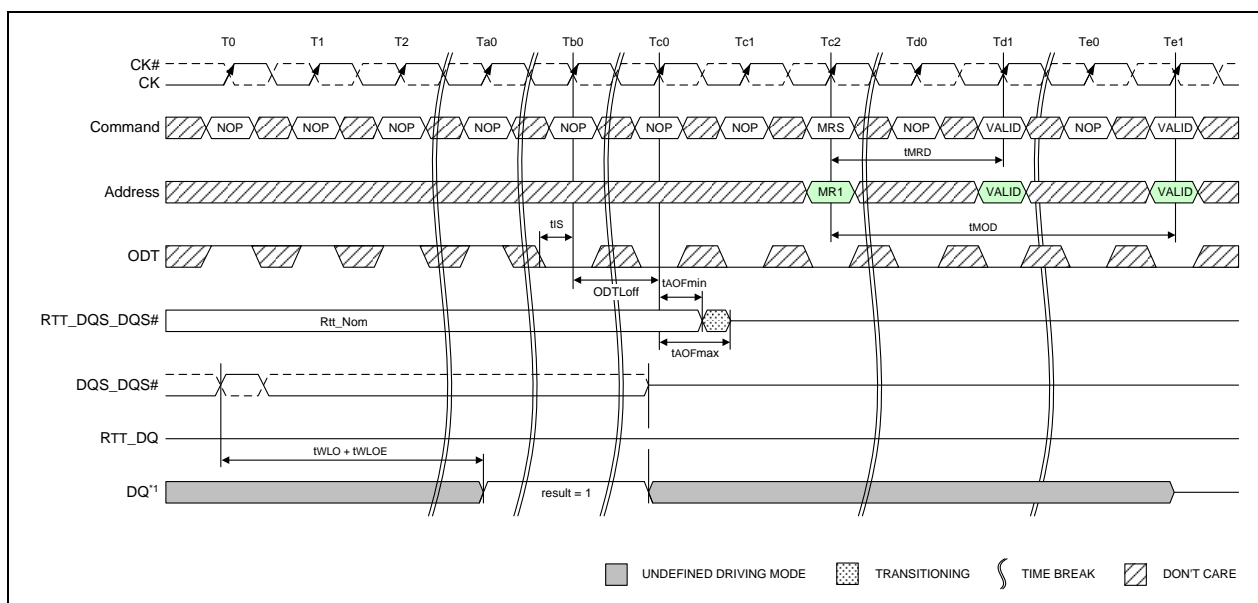 T0 T1 T2 Ta0 Tb0 Tc0 Tc1 Tc2 Td0 Td1 Te0 Te1
CK#
CK
Command NOP NOP NOP NOP NOP NOP NOP MRS NOP VALID NOP VALID
tMRD
Address MR1 VALID VALID
tIS
tMOD
ODT
tAOFmin
ODTLoff
RTT_DQS_DQS# Rtt_Nom
tAOFmax
DQS_DQS#
RTT_DQ
tWLO + tWLOE
DQ*1 result = 1
UNDEFINED DRIVING MODE TRANSITIONING TIME BREAK DON'T CARE